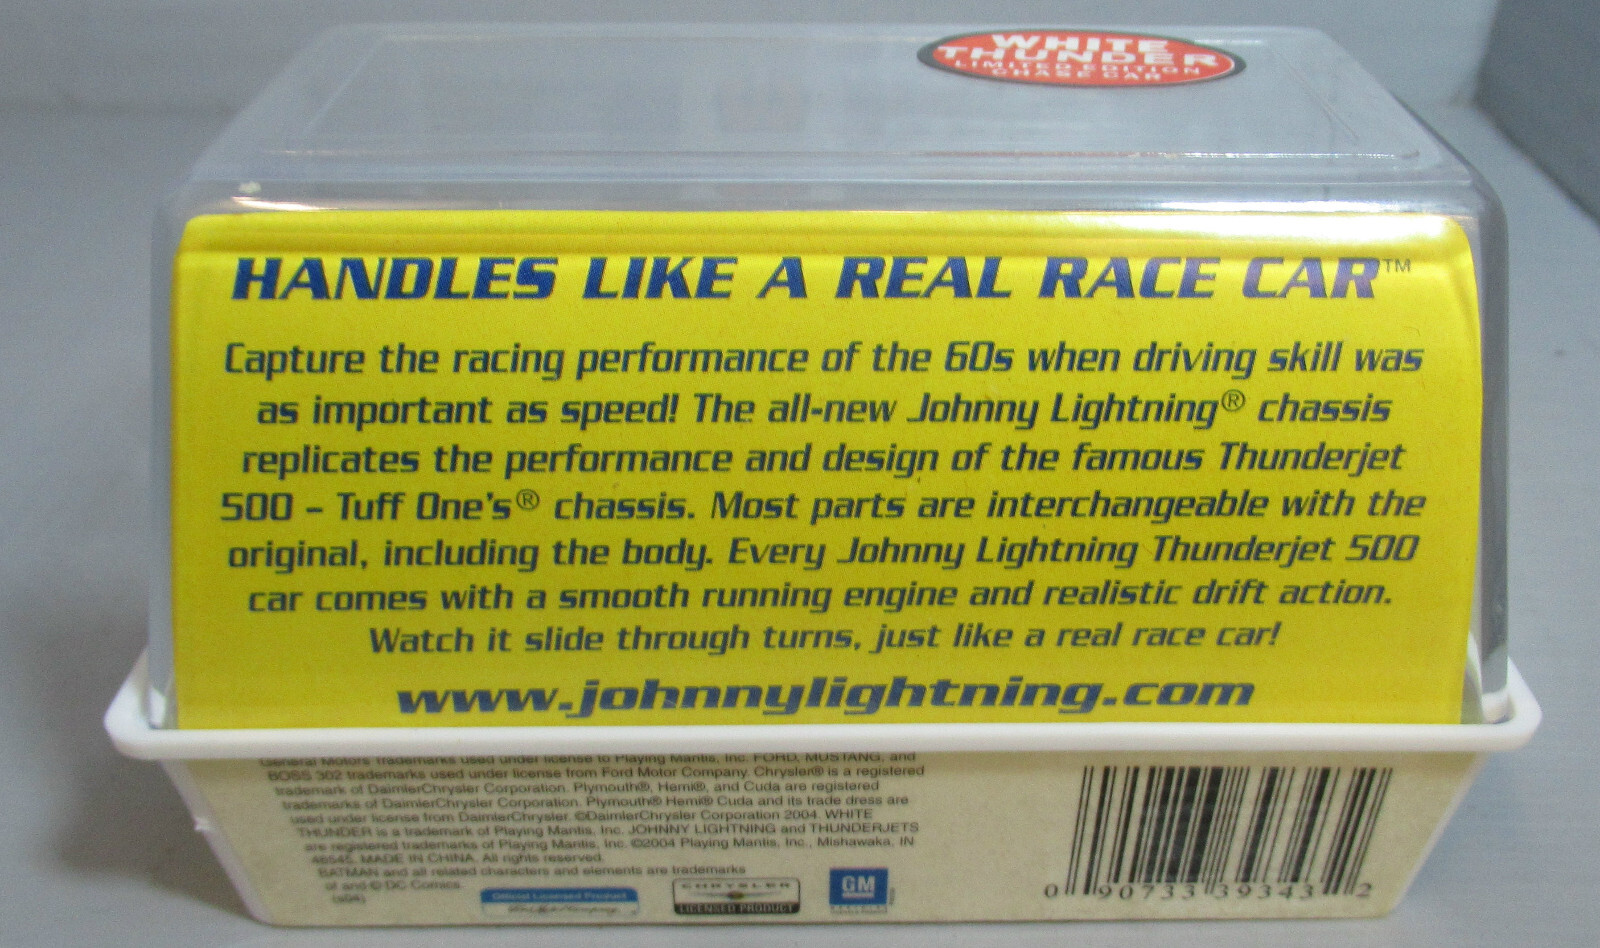 WHITE
THUNDER
LIMITED EDITION
CHASE CAR
HANDLES LIKE A REAL RACE CAR™
Capture the racing performance of the 60s when driving skill was
as important as speed! The all-new Johnny Lightning® chassis
replicates the performance and design of the famous Thunderjet
500 – Tuff One's® chassis. Most parts are interchangeable with the
original, including the body. Every Johnny Lightning Thunderjet 500
car comes with a smooth running engine and realistic drift action.
Watch it slide through turns, just like a real race car!
www.johnnylightning.com
General Motors Trademarks used under license to Playing Mantis, Inc. FORD, MUSTANG, and
BOSS 302 trademarks used under license from Ford Motor Company. Chrysler® is a registered
trademark of DaimlerChrysler Corporation. Plymouth®, Hemi®, and Cuda are registered
trademarks of DaimlerChrysler Corporation. Plymouth® Hemi® Cuda and its trade dress are
used under license from DaimlerChrysler. ©DaimlerChrysler Corporation 2004. WHITE
THUNDER is a trademark of Playing Mantis, Inc. JOHNNY LIGHTNING and THUNDERJETS
are registered trademarks of Playing Mantis, Inc. ©2004 Playing Mantis, Inc., Mishawaka, IN
46545. MADE IN CHINA. All rights reserved.
BATMAN and all related characters and elements are trademarks
of and © DC Comics.
(s04)
Official Licensed Product
Ford Motor Company
CHRYSLER
LICENSED PRODUCT
GM
0 90733 39343 2